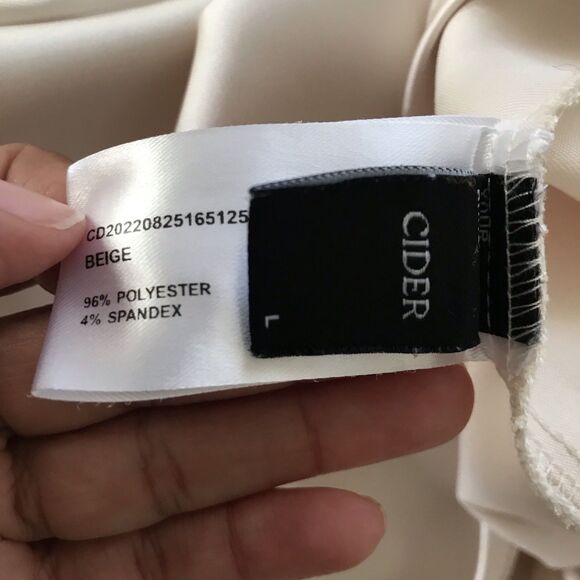 CD20220825165125
BEIGE
96% POLYESTER
4% SPANDEX
CIDER
L